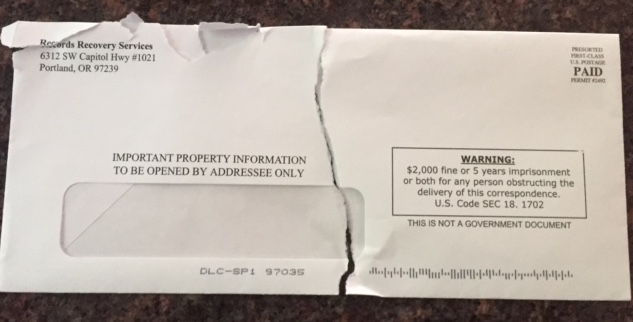 Records Recovery Services
6312 SW Capitol Hwy #1021
Portland, OR 97239
PRESORTED
FIRST-CLASS
U.S. POSTAGE
PAID
PERMIT #2402
IMPORTANT PROPERTY INFORMATION
TO BE OPENED BY ADDRESSEE ONLY
WARNING:
$2,000 fine or 5 years imprisonment
or both for any person obstructing the
delivery of this correspondence.
U.S. Code SEC 18. 1702
THIS IS NOT A GOVERNMENT DOCUMENT
DLC-SP1 97035